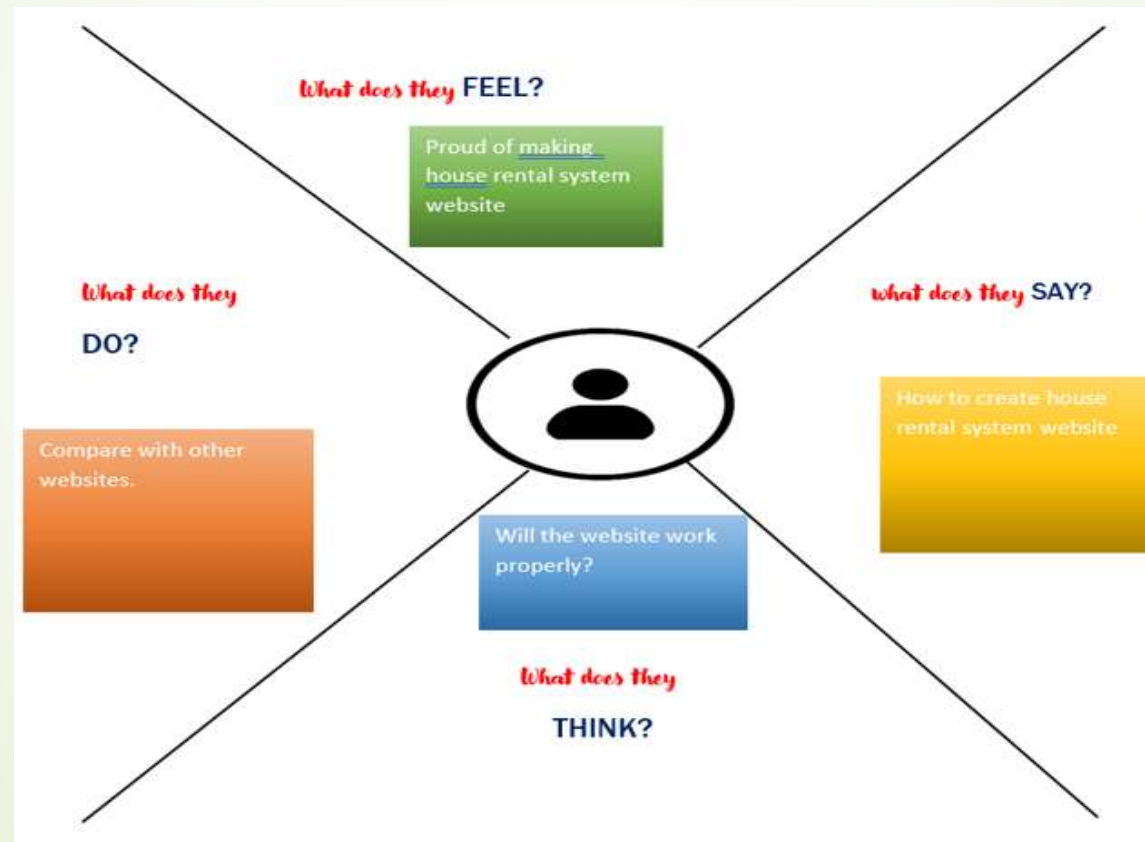 What does they FEEL?
Proud of making
house rental system
website
What does they
DO?
Compare with other
websites.
what does they SAY?
How to create house
rental system website
Will the website work
properly?
What does they
THINK?